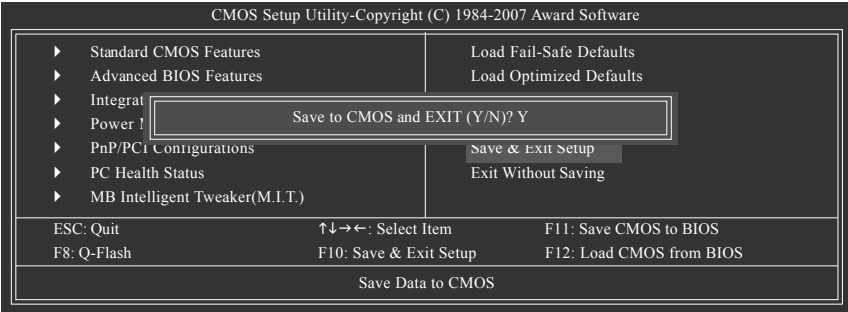 CMOS Setup Utility-Copyright (C) 1984-2007 Award Software
Standard CMOS Features
Advanced BIOS Features
Integrat
Power
PnP/PCI Configurations
PC Health Status
MB Intelligent Tweaker(M.I.T.)
Load Fail-Safe Defaults
Load Optimized Defaults
Save & Exit Setup
Exit Without Saving
Save to CMOS and EXIT (Y/N)? Y
ESC: Quit ↑↓→←: Select Item F11: Save CMOS to BIOS
F8: Q-Flash F10: Save & Exit Setup F12: Load CMOS from BIOS
Save Data to CMOS